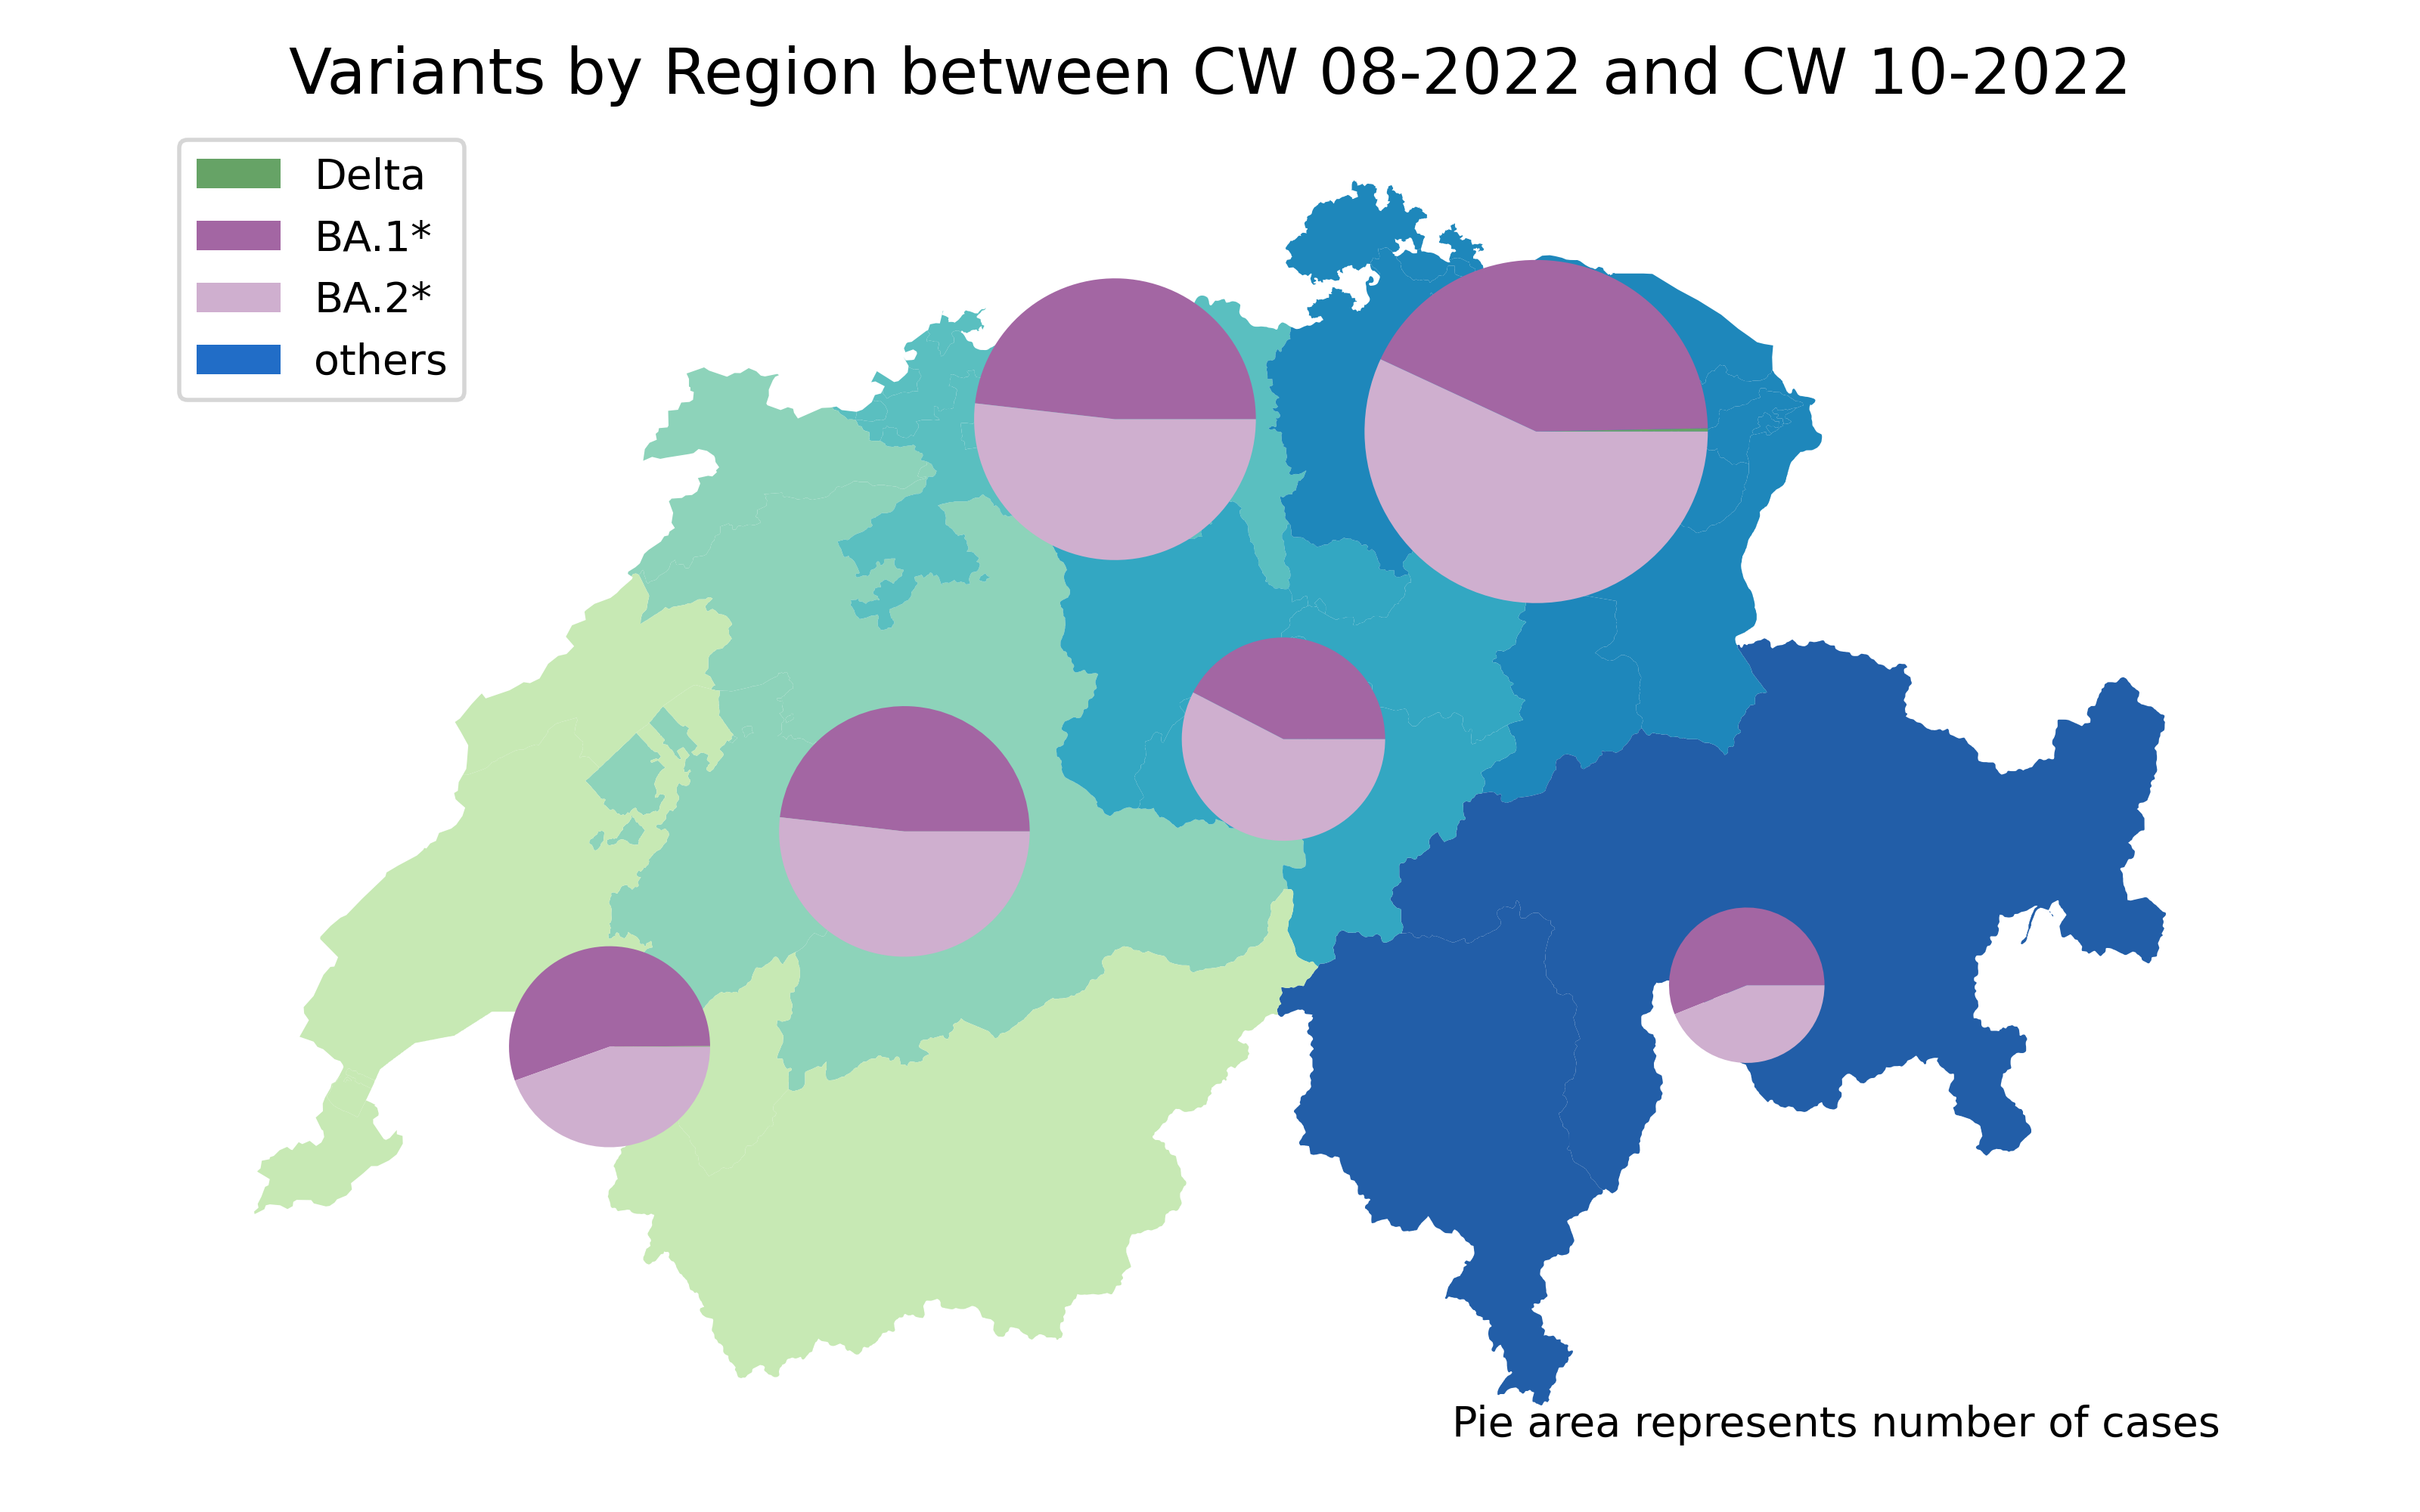 Variants by Region between CW 08-2022 and CW 10-2022
Delta
BA.1*
BA.2*
others
Pie area represents number of cases